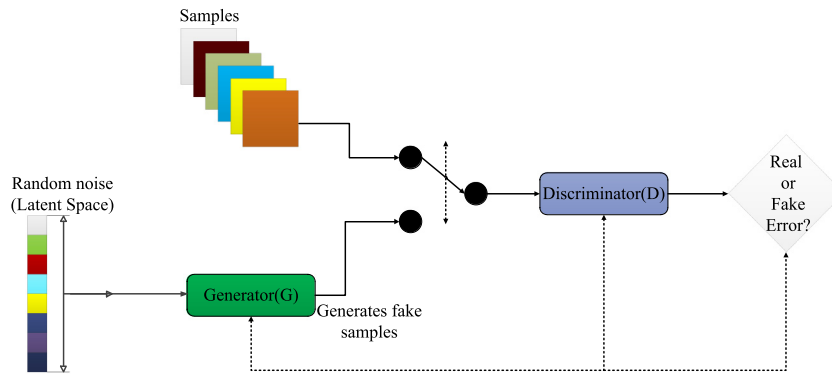 Samples
Random noise
(Latent Space)
Generator(G)
Generates fake
samples
Discriminator(D)
Real
or
Fake
Error?